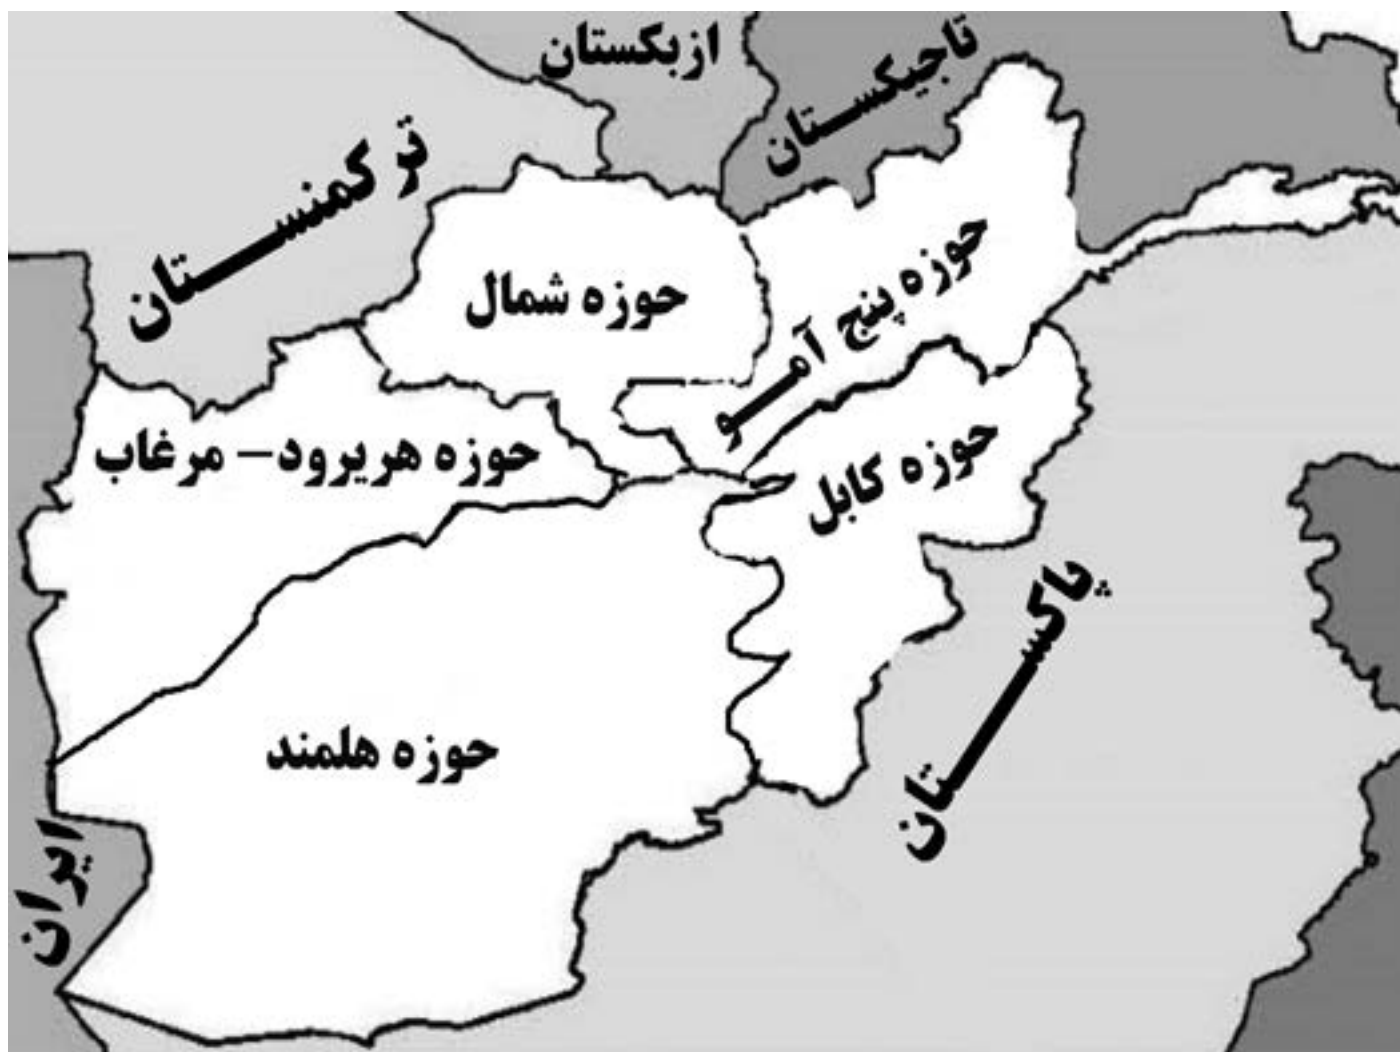 ازبکستان
تاجیکستان
ترکمنستان
حوزه پنج آمو
حوزه شمال
حوزه کابل
حوزه هریرود- مرغاب
پاکستان
حوزه هلمند
ایران